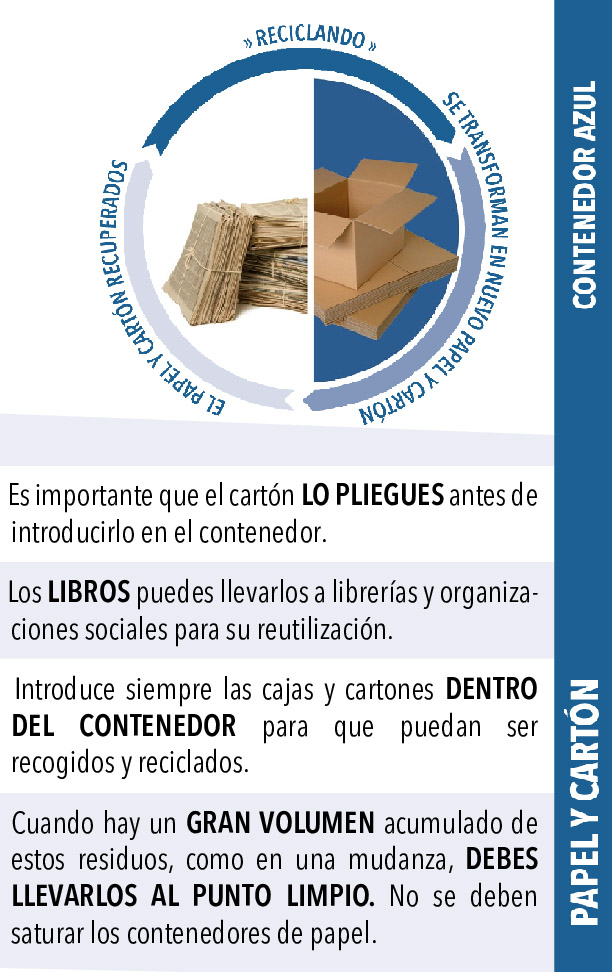 » RECICLANDO »
SE TRANSFORMAN EN NUEVO PAPEL Y CARTÓN
EL PAPEL Y CARTÓN RECUPERADOS
CONTENEDOR AZUL
PAPEL Y CARTÓN
Es importante que el cartón LO PLIEGUES antes de
introducirlo en el contenedor.
Los LIBROS puedes llevarlos a librerías y organiza-
ciones sociales para su reutilización.
Introduce siempre las cajas y cartones DENTRO
DEL CONTENEDOR para que puedan ser
recogidos y reciclados.
Cuando hay un GRAN VOLUMEN acumulado de
estos residuos, como en una mudanza, DEBES
LLEVARLOS AL PUNTO LIMPIO. No se deben
saturar los contenedores de papel.